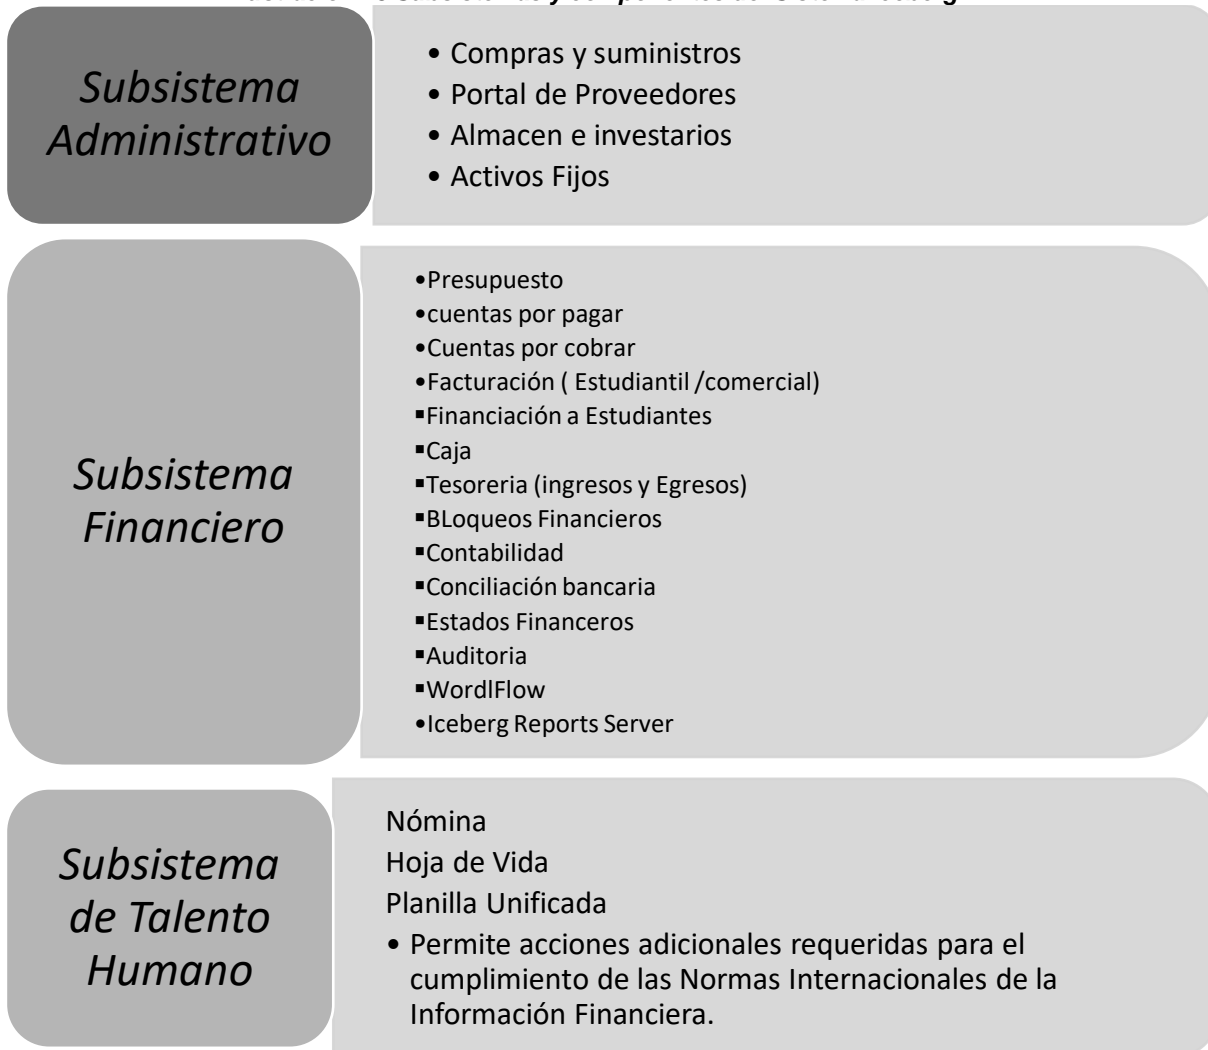 Subsistema
Administrativo
• Compras y suministros
• Portal de Proveedores
• Almacen e investarios
• Activos Fijos
Subsistema
Financiero
•Presupuesto
•cuentas por pagar
•Cuentas por cobrar
•Facturación ( Estudiantil /comercial)
▪Financiación a Estudiantes
▪Caja
▪Tesoreria (ingresos y Egresos)
▪BLoqueos Financieros
▪Contabilidad
▪Conciliación bancaria
▪Estados Financeros
▪Auditoria
▪WordlFlow
•Iceberg Reports Server
Subsistema
de Talento
Humano
Nómina
Hoja de Vida
Planilla Unificada
• Permite acciones adicionales requeridas para el
cumplimiento de las Normas Internacionales de la
Información Financiera.